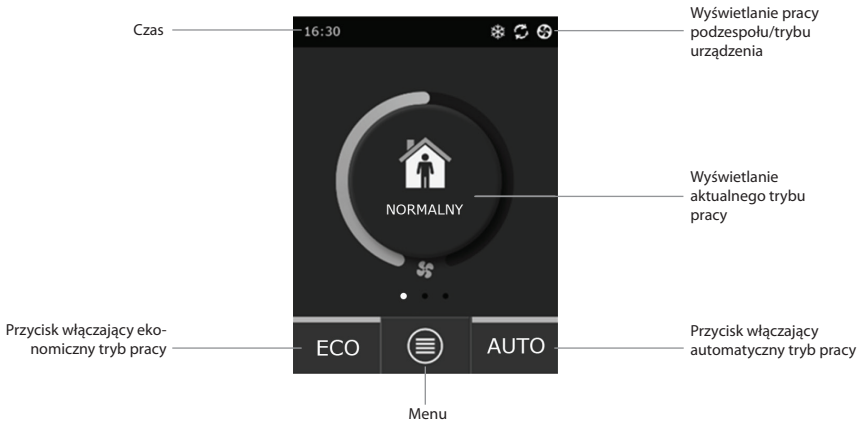 Czas
16:30
Wyświetlanie pracy
podzespołu/trybu
urządzenia
Wyświetlanie
aktualnego trybu
pracy
NORMALNY
Przycisk włączający eko-
nomiczny tryb pracy
ECO
AUTO
Przycisk włączający
automatyczny tryb pracy
Menu